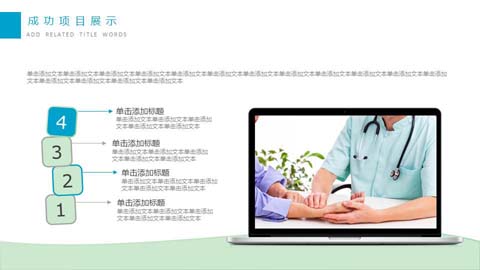 成功项目展示
ADD RELATED TITLE WORDS
单击添加文本单击添加文本单击添加文本单击添加文本单击添加文本单击添加文本单击添加文本单击添加文本单击添加文本单击添加文本单击添加文本单击添加
文本单击添加文本单击添加文本单击添加文本单击添加文本
4
单击添加标题
单击添加文本单击添加文本单击添加
文本单击添加文本单击添加文本
3
单击添加标题
单击添加文本单击添加文本单击添加
文本单击添加文本单击添加文本
2
单击添加标题
单击添加文本单击添加文本单击添加
文本单击添加文本单击添加文本
1
单击添加标题
单击添加文本单击添加文本单击添加
文本单击添加文本单击添加文本